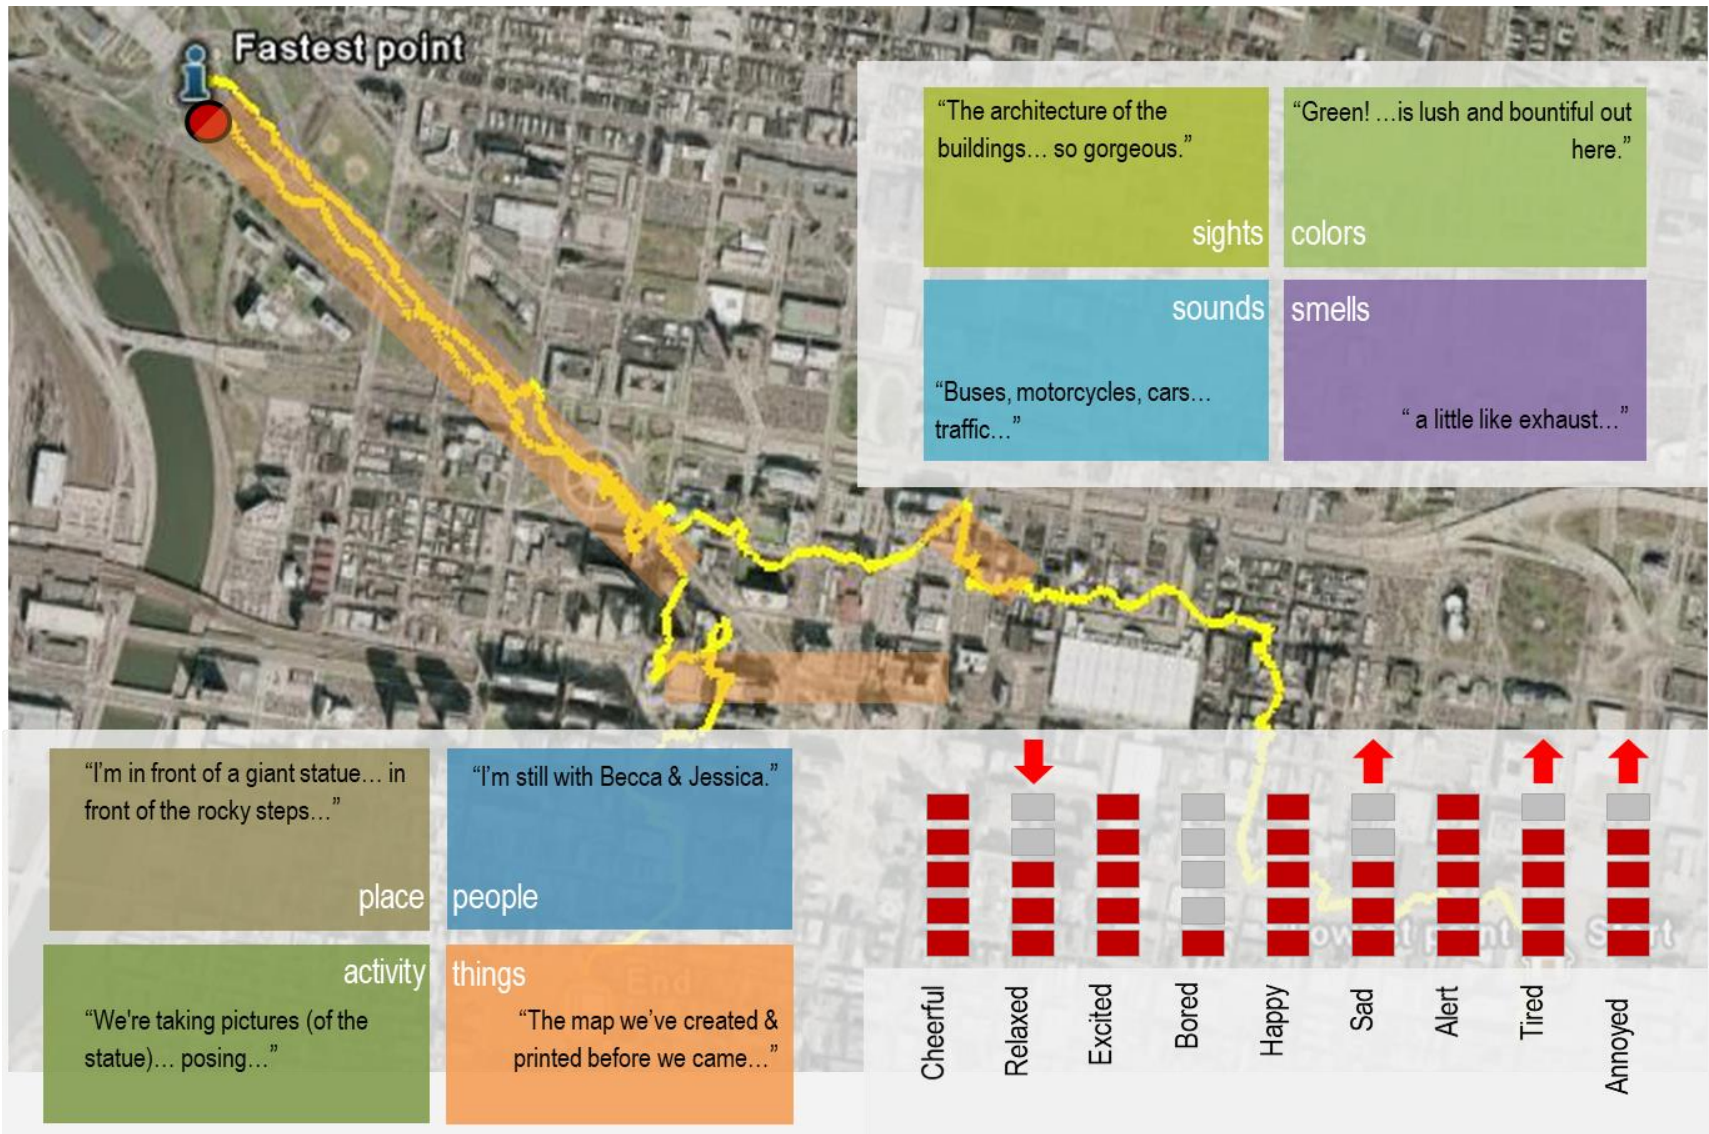 Fastest point
“The architecture of the
buildings… so gorgeous.”
sights
“Green! …is lush and bountiful out
here.”
colors
sounds
“Buses, motorcycles, cars…
traffic…”
smells
“ a little like exhaust…”
“I’m in front of a giant statue… in
front of the rocky steps…”
place
“I’m still with Becca & Jessica.”
people
activity
“We're taking pictures (of the
statue)… posing…”
things
“The map we’ve created &
printed before we came…”
End
point
Start
Cheerful
Relaxed
Excited
Bored
Happy
Sad
Alert
Tired
Annoyed